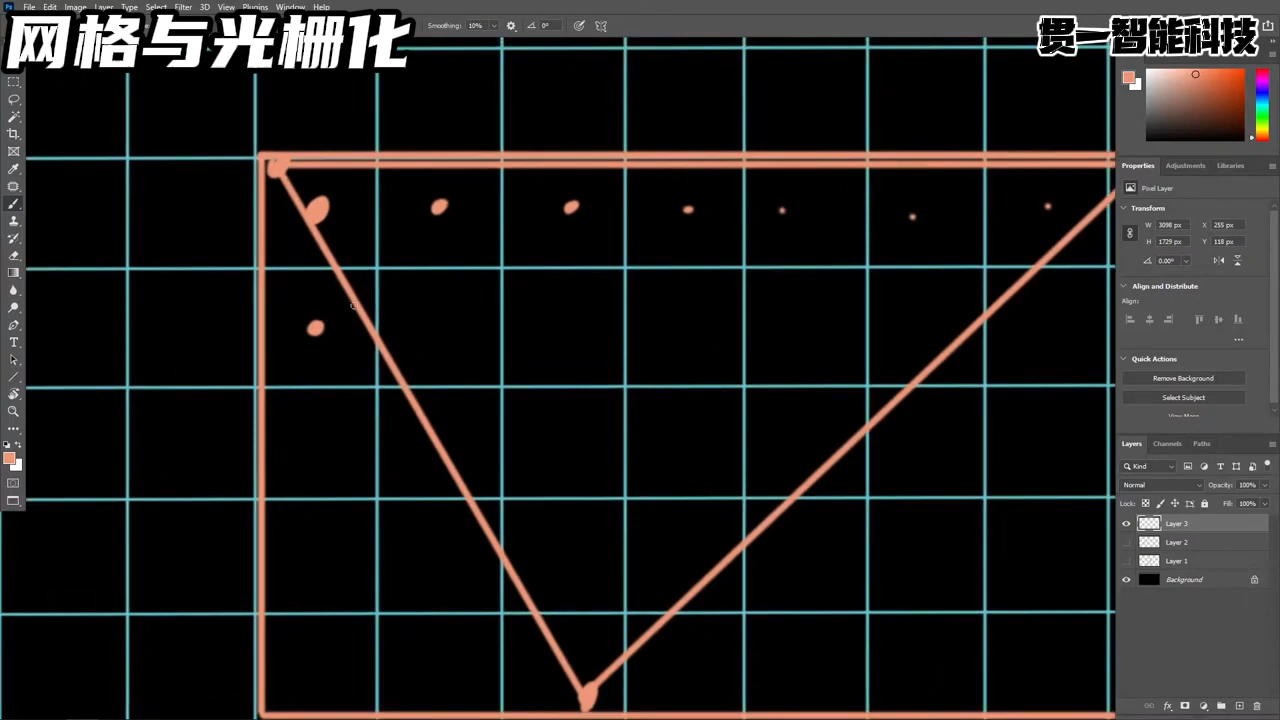 File Edit Image Layer Type Select Filter 3D View Plugins Window Help
Smoothing: 10% 0°
网格与光栅化
贯一智能科技
Properties Adjustments Libraries
Pixel Layer
Transform
W 3098 px X 255 px
H 1729 px Y 118 px
0.00°
Align and Distribute
Align:
Quick Actions
Remove Background
Select Subject
View More
Layers Channels Paths
Kind
Normal Opacity: 100%
Lock: Fill: 100%
Layer 3
Layer 2
Layer 1
Background